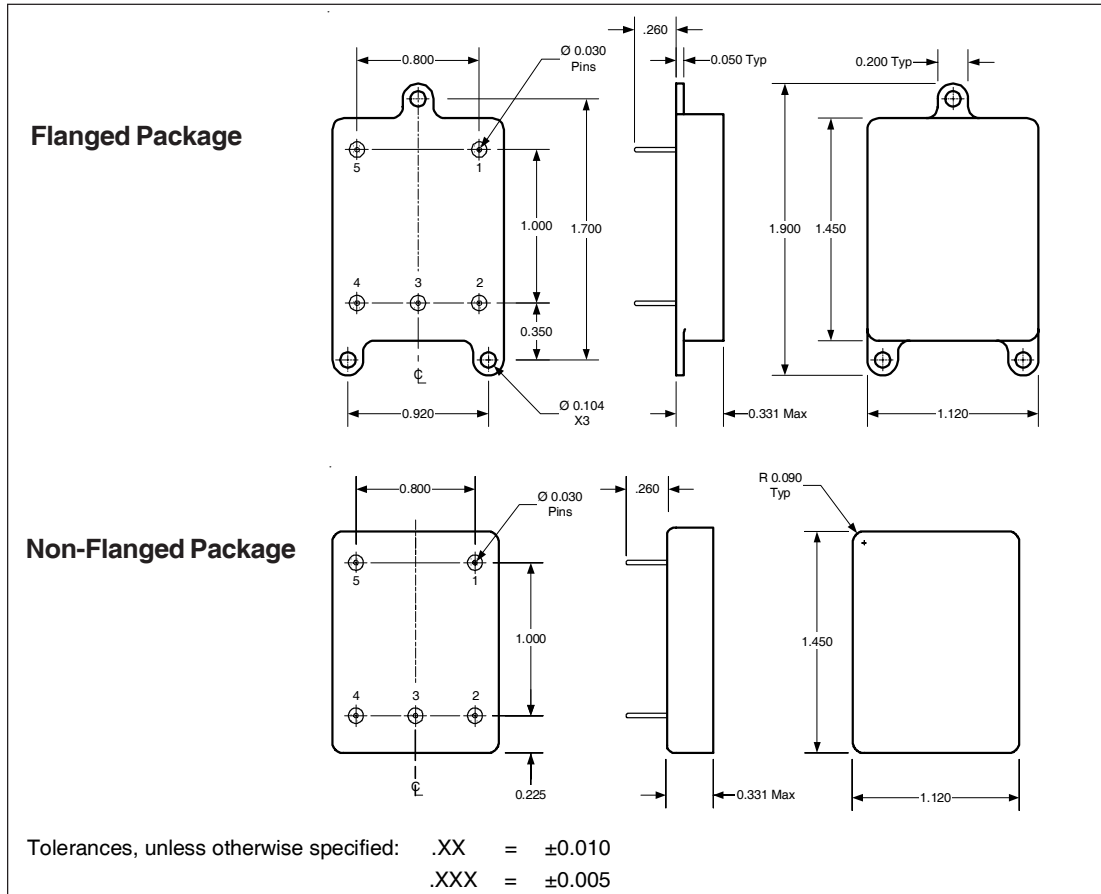 Flanged Package
0.800
Ø 0.030
Pins
.260
0.050 Typ
0.200 Typ
5
1
1.000
1.700
1.900
1.450
4
3
2
0.350
℄
0.920
Ø 0.104
X3
0.331 Max
1.120
Non-Flanged Package
0.800
Ø 0.030
Pins
.260
R 0.090
Typ
5
1
1.000
1.450
4
3
2
℄
0.225
0.331 Max
1.120
Tolerances, unless otherwise specified: .XX = ±0.010
.XXX = ±0.005